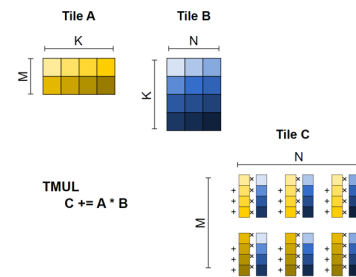 Tile A
Tile B
K
N
M
K
Tile C
N
TMUL
C += A * B
M
× × ×
+ × + × + ×
+ × + × + ×
+ × + × + ×
× × ×
+ × + × + ×
+ × + × + ×
+ × + × + ×